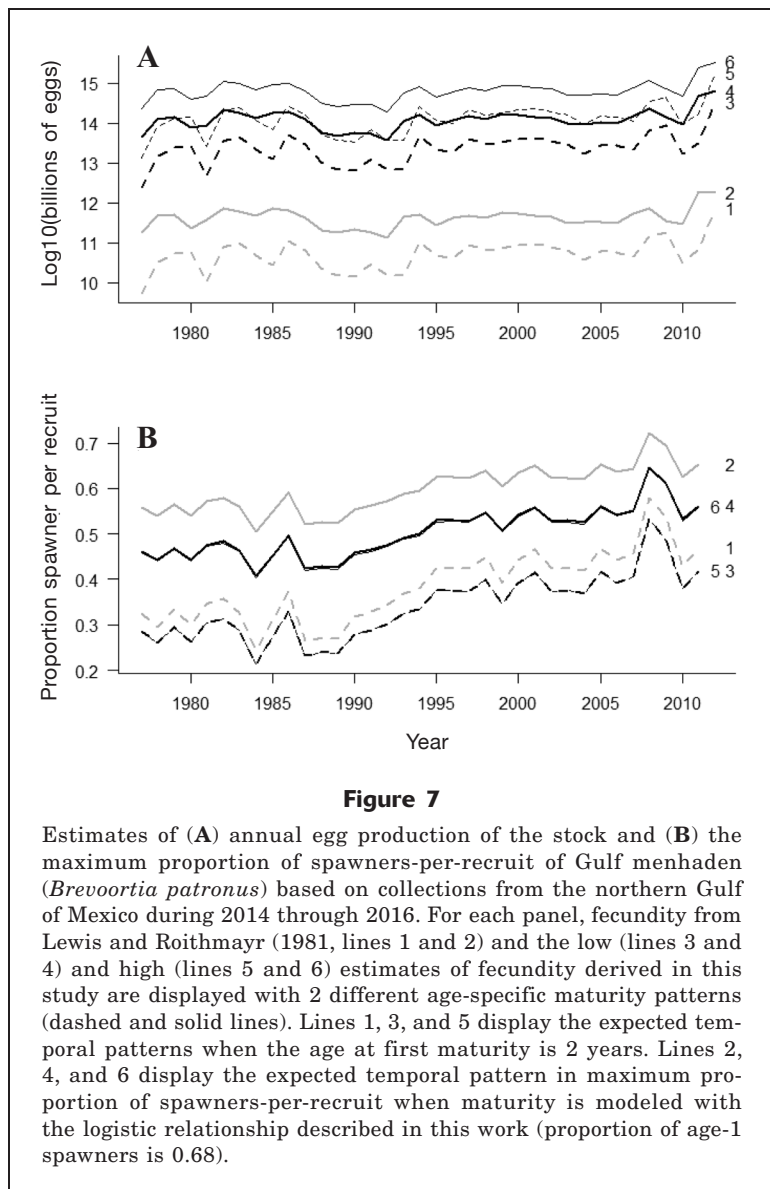 A
Log10(billions of eggs)
15
14
13
12
11
10
6
5
4
3
2
1
1980 1985 1990 1995 2000 2005 2010
B
Proportion spawner per recruit
0.7
0.6
0.5
0.4
0.3
0.2
2
6 4
1
5 3
1980 1985 1990 1995 2000 2005 2010
Year
Figure 7
Estimates of (A) annual egg production of the stock and (B) the
maximum proportion of spawners-per-recruit of Gulf menhaden
(Brevoortia patronus) based on collections from the northern Gulf
of Mexico during 2014 through 2016. For each panel, fecundity from
Lewis and Roithmayr (1981, lines 1 and 2) and the low (lines 3 and
4) and high (lines 5 and 6) estimates of fecundity derived in this
study are displayed with 2 different age-specific maturity patterns
(dashed and solid lines). Lines 1, 3, and 5 display the expected tem-
poral patterns when the age at first maturity is 2 years. Lines 2,
4, and 6 display the expected temporal pattern in maximum pro-
portion of spawners-per-recruit when maturity is modeled with
the logistic relationship described in this work (proportion of age-1
spawners is 0.68).